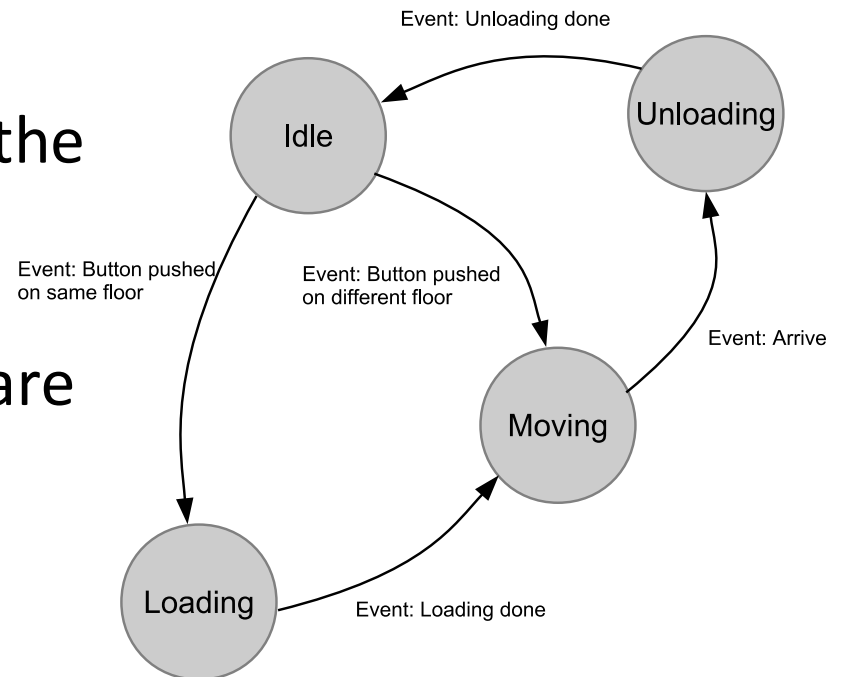 Event: Unloading done
Unloading
Idle
the
Event: Button pushed
on same floor
Event: Button pushed
on different floor
Event: Arrive
are
Moving
Loading
Event: Loading done